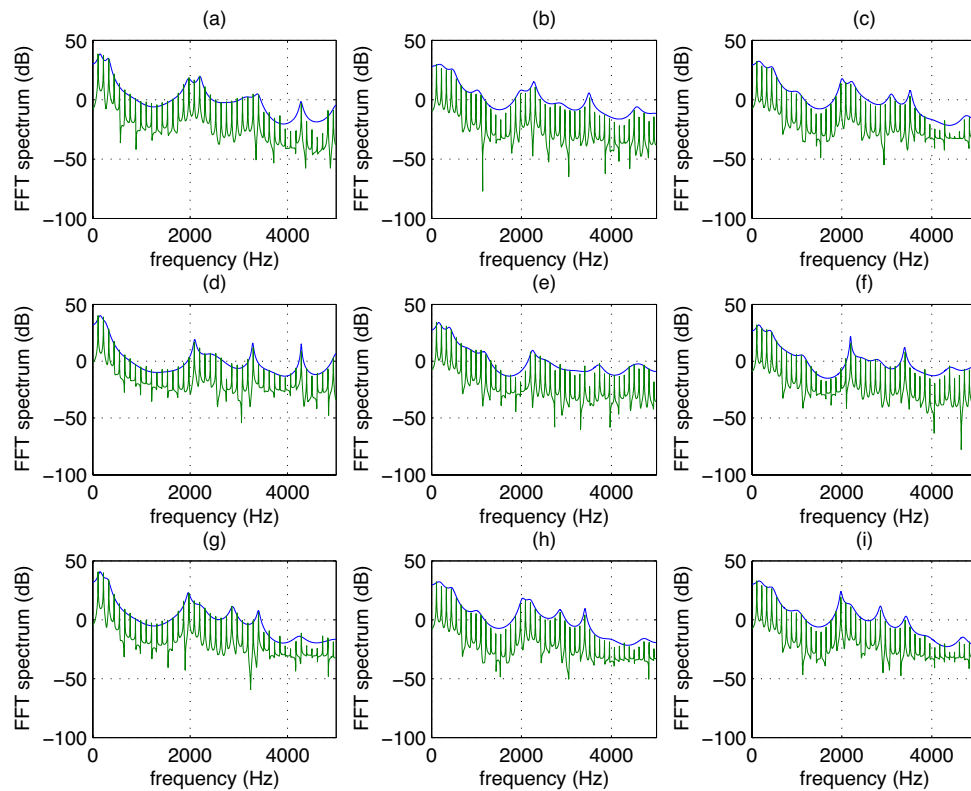 (a) (b) (c)
50 50 50
0 0 0
−50 −50 −50
−100 −100 −100
FFT spectrum (dB) FFT spectrum (dB) FFT spectrum (dB)
0 2000 4000 0 2000 4000 0 2000 4000
frequency (Hz) frequency (Hz) frequency (Hz)
(d) (e) (f)
50 50 50
0 0 0
−50 −50 −50
−100 −100 −100
FFT spectrum (dB) FFT spectrum (dB) FFT spectrum (dB)
0 2000 4000 0 2000 4000 0 2000 4000
frequency (Hz) frequency (Hz) frequency (Hz)
(g) (h) (i)
50 50 50
0 0 0
−50 −50 −50
−100 −100 −100
FFT spectrum (dB) FFT spectrum (dB) FFT spectrum (dB)
0 2000 4000 0 2000 4000 0 2000 4000
frequency (Hz) frequency (Hz) frequency (Hz)